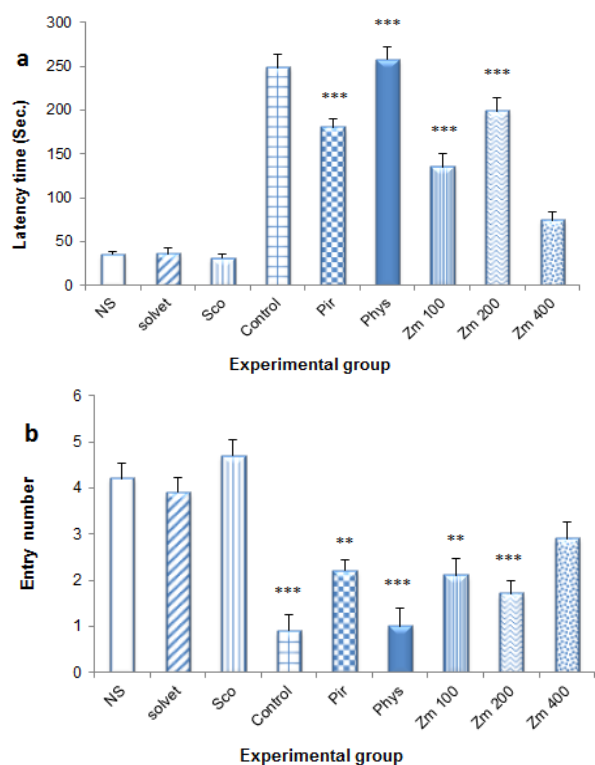 a
Latency time (Sec.)
300
250
200
150
100
50
0
***
***
***
***
NS
solvet
Sco
Control
Pir
Phys
Zm 100
Zm 200
Zm 400
Experimental group
b
Entry number
6
5
4
3
2
1
0
***
**
***
**
***
NS
solvet
Sco
Control
Pir
Phys
Zm 100
Zm 200
Zm 400
Experimental group